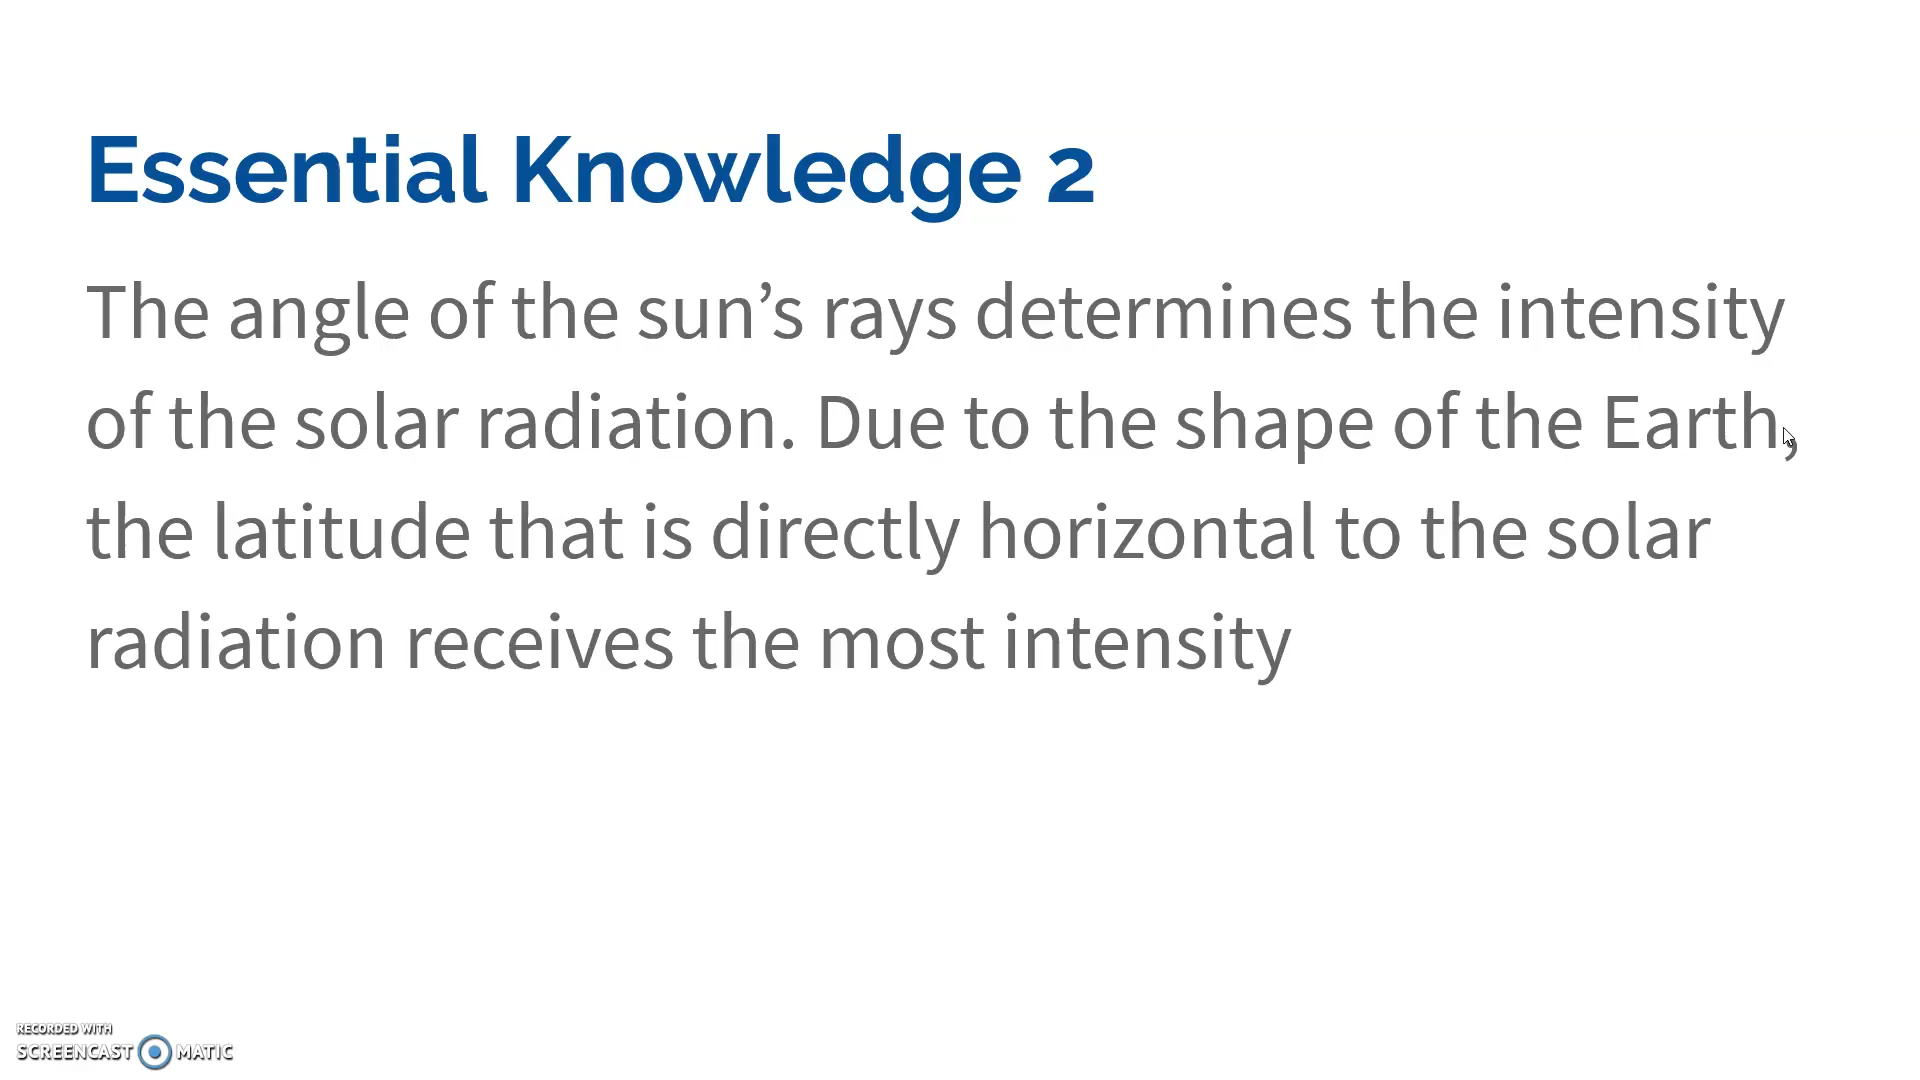 Essential Knowledge 2
The angle of the sun’s rays determines the intensity
of the solar radiation. Due to the shape of the Earth,
the latitude that is directly horizontal to the solar
radiation receives the most intensity
RECORDED WITH
SCREENCAST MATIC